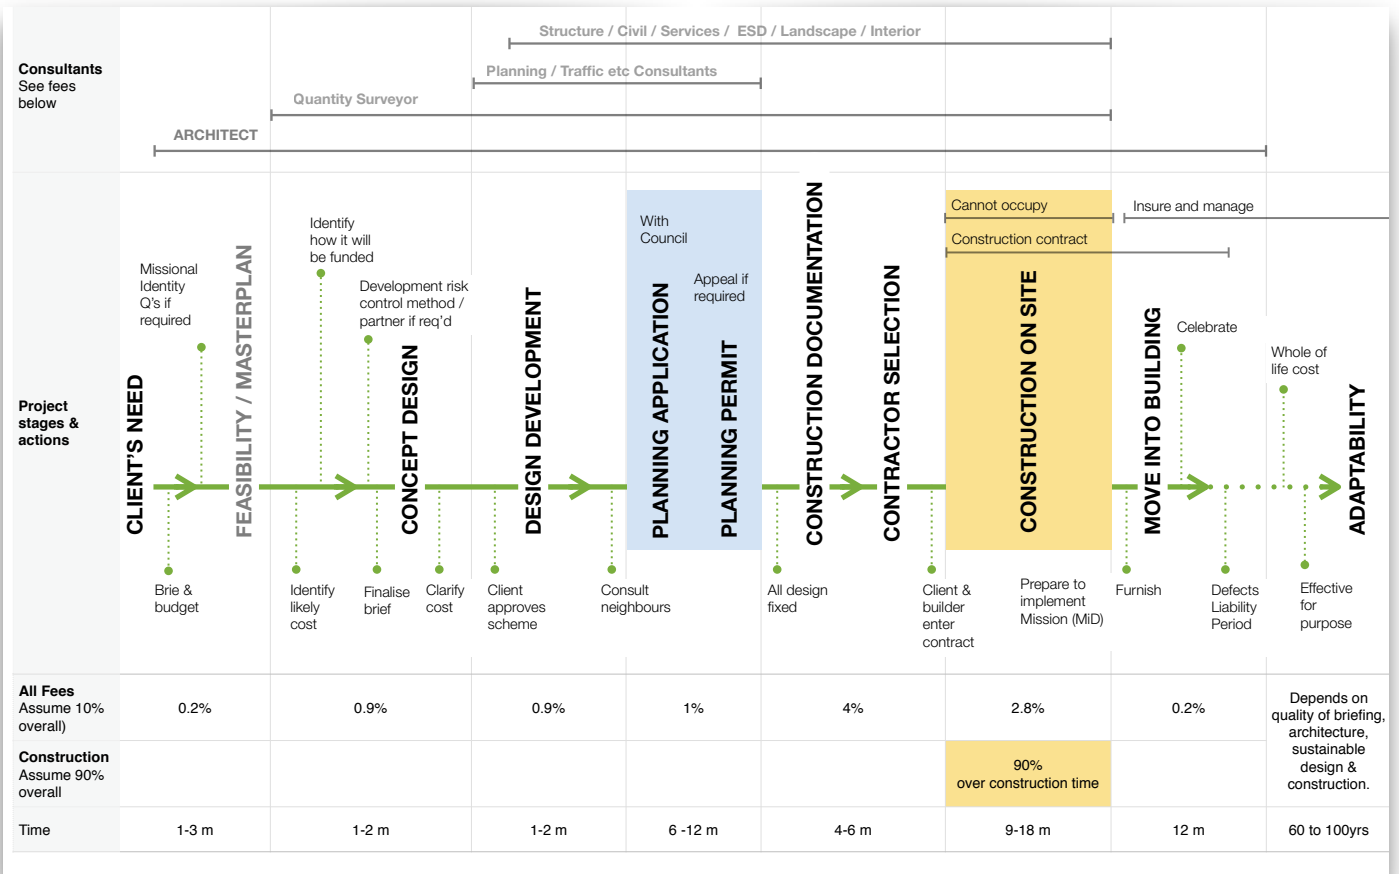 Structure / Civil / Services / ESD / Landscape / Interior
Consultants
See fees
below
Planning / Traffic etc Consultants
Quantity Surveyor
ARCHITECT
Project
stages &
actions
CLIENT'S NEED
Missional
Identity
Q's if
required
Brie &
budget
FEASIBILITY / MASTERPLAN
Identify
how it will
be funded
Identify
likely
cost
Development risk
control method /
partner if req'd
Finalise
brief
CONCEPT DESIGN
Clarify
cost
Client
approves
scheme
DESIGN DEVELOPMENT
Consult
neighbours
With
Council
PLANNING APPLICATION
Appeal if
required
PLANNING PERMIT
All design
fixed
CONSTRUCTION DOCUMENTATION
CONTRACTOR SELECTION
Client &
builder
enter
contract
Cannot occupy
Construction contract
CONSTRUCTION ON SITE
Prepare to
implement
Mission (MiD)
Insure and manage
Furnish
MOVE INTO BUILDING
Celebrate
Defects
Liability
Period
Whole of
life cost
Effective
for
purpose
ADAPTABILITY
All Fees
Assume 10%
overall)
0.2%
0.9%
0.9%
1%
4%
2.8%
0.2%
Depends on
quality of briefing,
architecture,
sustainable
design &
construction.
Construction
Assume 90%
overall
90%
over construction time
Time
1-3 m
1-2 m
1-2 m
6 -12 m
4-6 m
9-18 m
12 m
60 to 100yrs